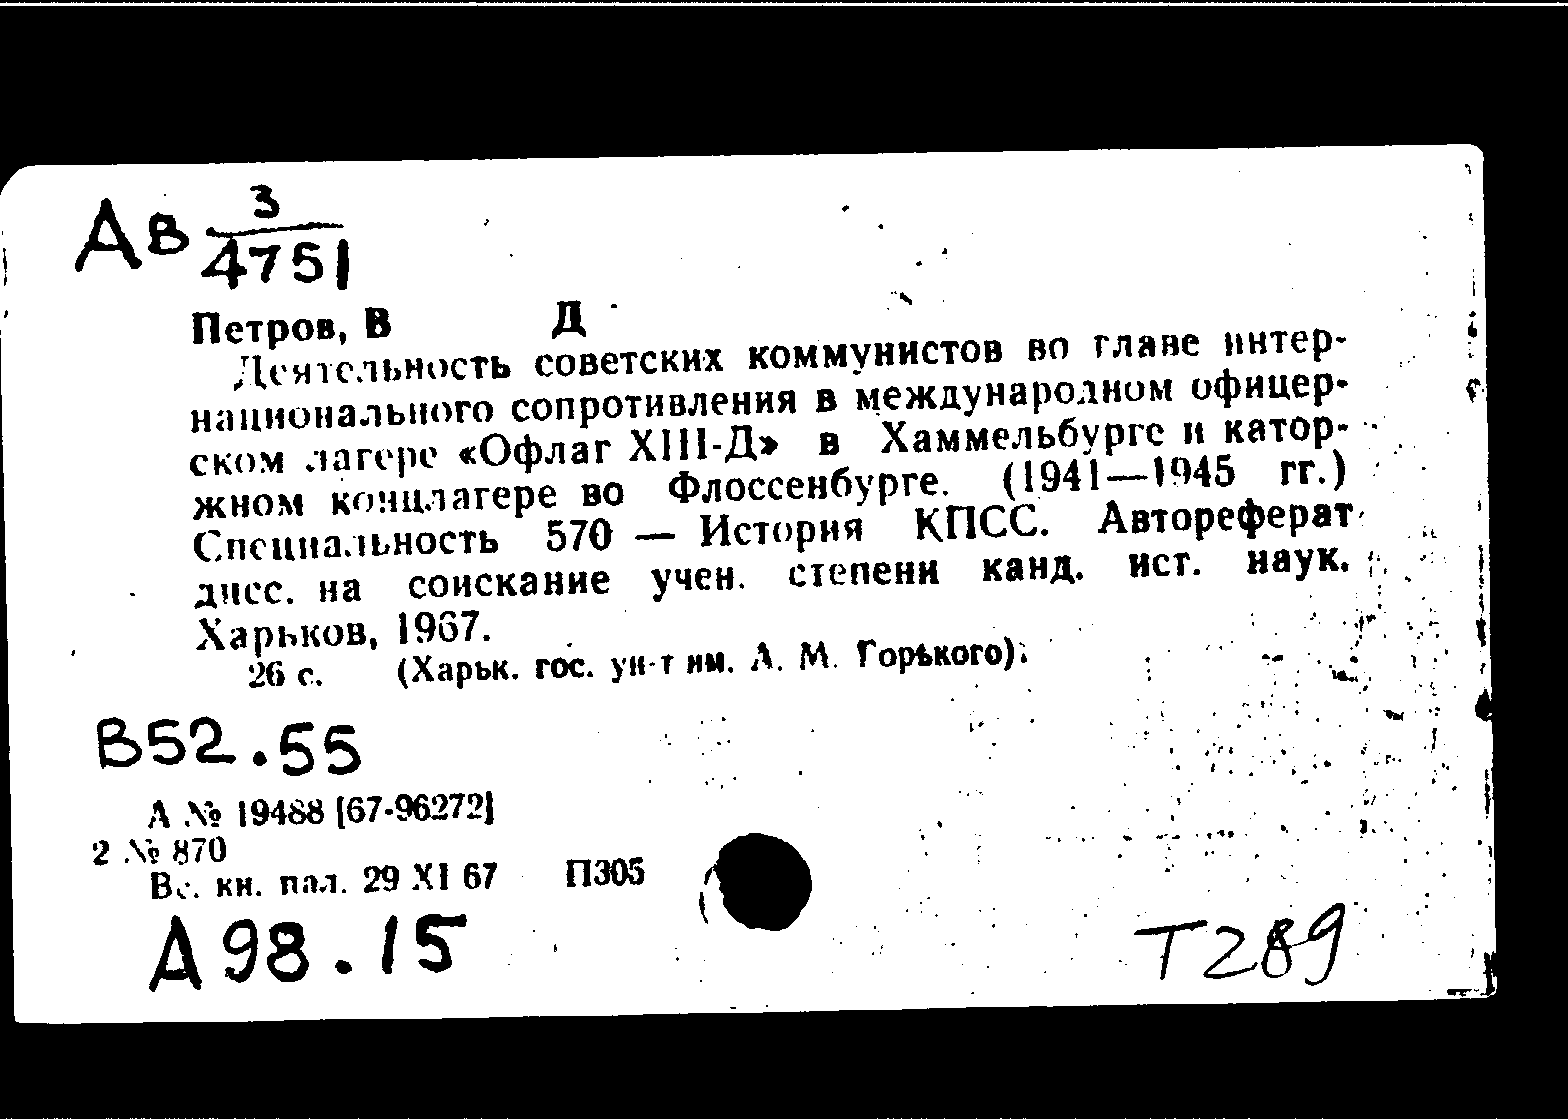 Ав 3
4751
Петров, В Д
Деятельность советских коммунистов во главе интер-
национального сопротивления в международном офицер-
ском лагере «Офлаг XIII-Д» в Хаммельбурге и катор-
жном концлагере во Флоссенбурге. (1941—1945 гг.)
Специальность 570 — История КПСС. Автореферат
дисс. на соискание учен. степени канд. ист. наук.
Харьков, 1967.
26 с. (Харьк. гос. ун-т им. А. М. Горького).
В52.55
А № 19488 [67-96272]
2 № 870
Вс. кн. пал. 29 XI 67 П305
А98.15
Т289